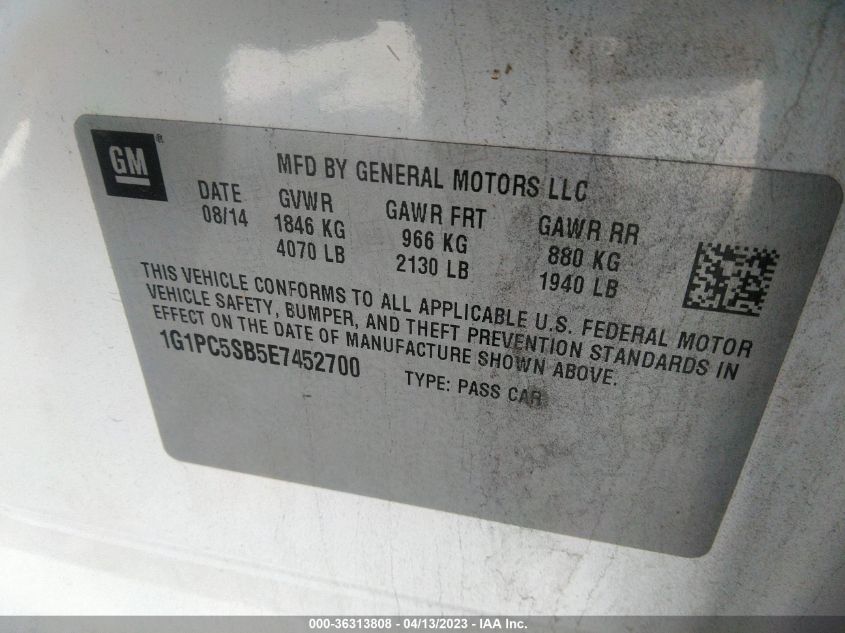 GM®
MFD BY GENERAL MOTORS LLC
DATE GVWR GAWR FRT GAWR RR
08/14 1846 KG 966 KG 880 KG
4070 LB 2130 LB 1940 LB
THIS VEHICLE CONFORMS TO ALL APPLICABLE U.S. FEDERAL MOTOR
VEHICLE SAFETY, BUMPER, AND THEFT PREVENTION STANDARDS IN
EFFECT ON THE DATE OF MANUFACTURE SHOWN ABOVE.
1G1PC5SB5E7452700 TYPE: PASS CAR
000-36313808 - 04/13/2023 - IAA Inc.